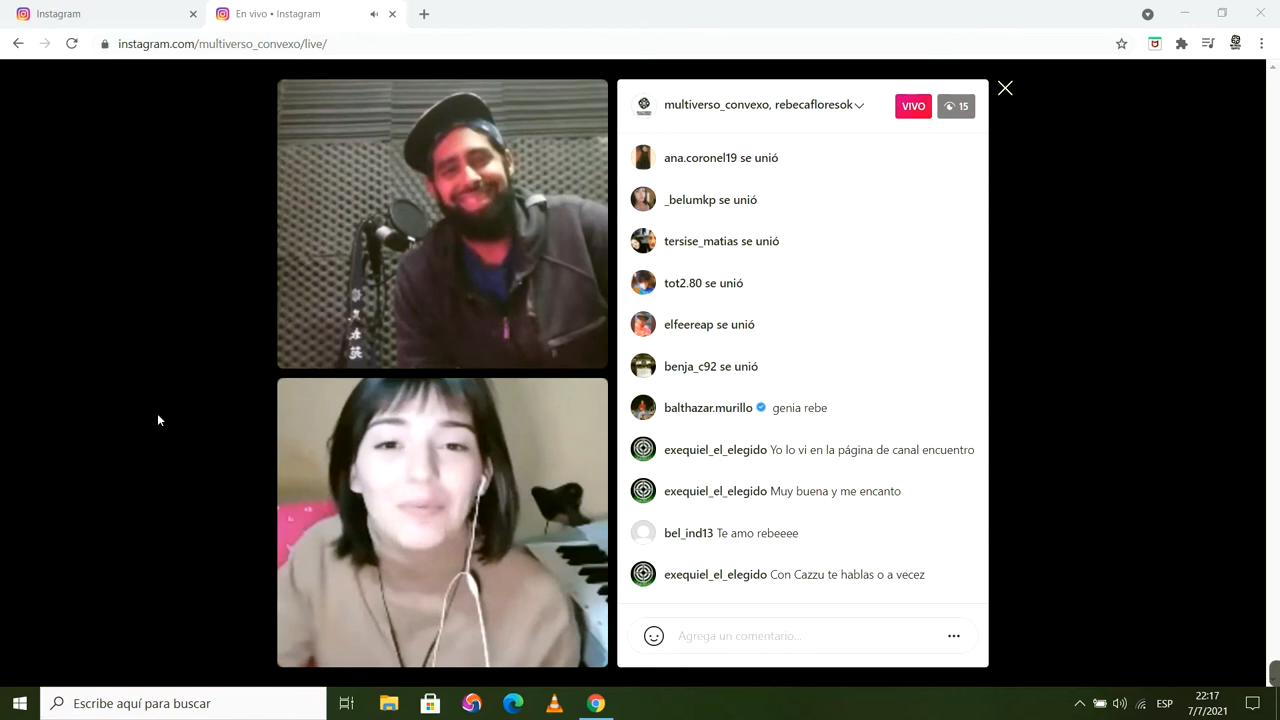 Instagram
En vivo • Instagram
instagram.com/multiverso_convexo/live/
multiverso_convexo, rebecafloresok
VIVO
15
ana.coronel19 se unió
_belumkp se unió
tersise_matias se unió
tot2.80 se unió
elfeereap se unió
benja_c92 se unió
balthazar.murillo genia rebe
exequiel_el_elegido Yo lo vi en la página de canal encuentro
exequiel_el_elegido Muy buena y me encanto
bel_ind13 Te amo rebeeee
exequiel_el_elegido Con Cazzu te hablas o a vecez
Agrega un comentario...
Escribe aquí para buscar
ESP
22:17
7/7/2021